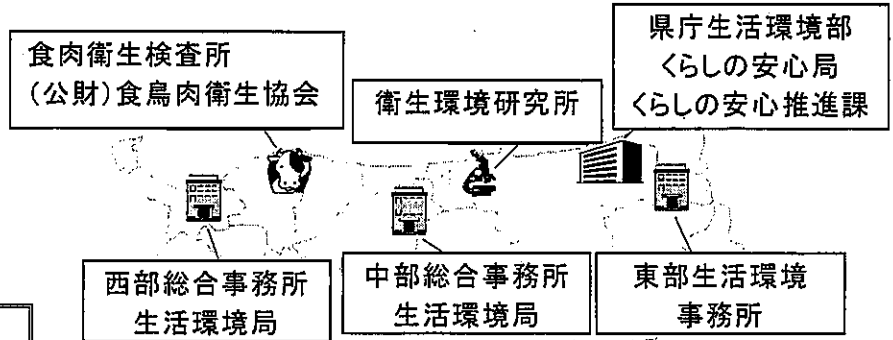 食肉衛生検査所
(公財)食鳥肉衛生協会
衛生環境研究所
県庁生活環境部
くらしの安心局
くらしの安心推進課
西部総合事務所
生活環境局
中部総合事務所
生活環境局
東部生活環境
事務所